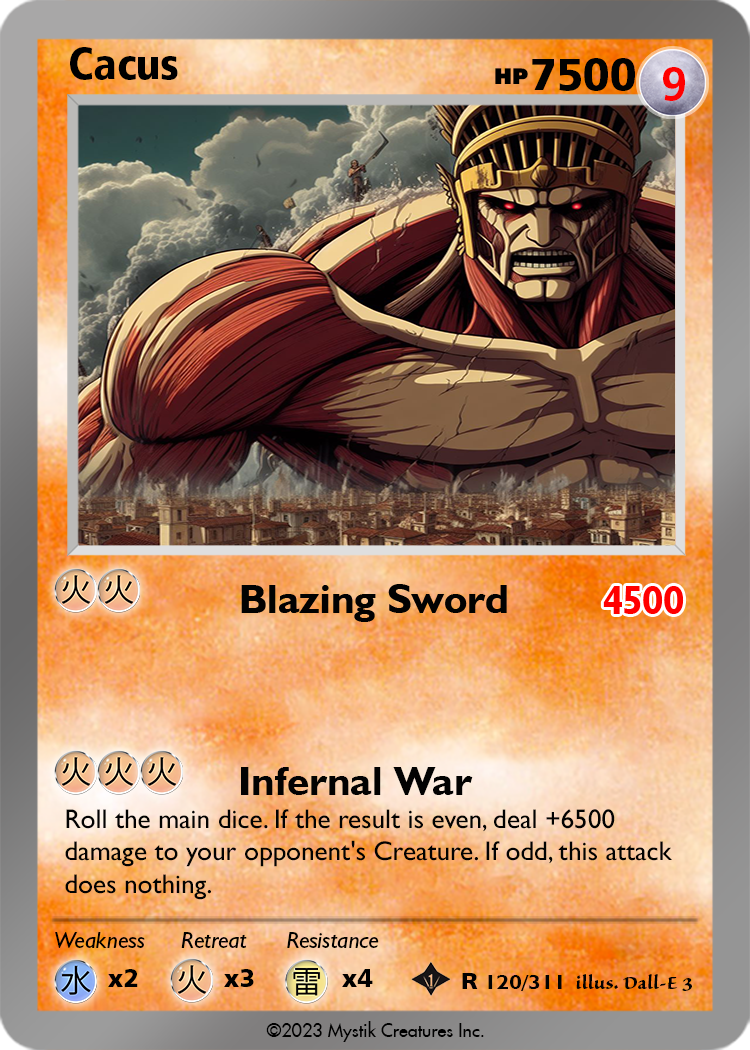 Cacus HP 7500 9
火 火 Blazing Sword 4500
火 火 火 Infernal War
Roll the main dice. If the result is even, deal +6500
damage to your opponent's Creature. If odd, this attack
does nothing.
Weakness Retreat Resistance
水 x2 火 x3 雷 x4 1 R 120/311 illus. Dall-E 3
©2023 Mystik Creatures Inc.